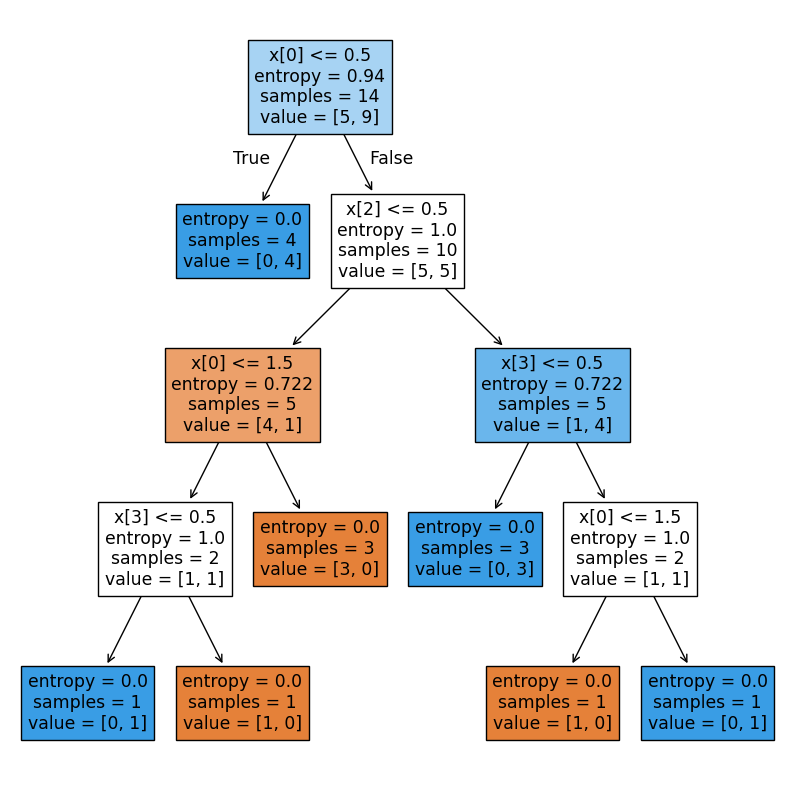 x[0] <= 0.5
entropy = 0.94
samples = 14
value = [5, 9]
True
False
entropy = 0.0
samples = 4
value = [0, 4]
x[2] <= 0.5
entropy = 1.0
samples = 10
value = [5, 5]
x[0] <= 1.5
entropy = 0.722
samples = 5
value = [4, 1]
x[3] <= 0.5
entropy = 0.722
samples = 5
value = [1, 4]
x[3] <= 0.5
entropy = 1.0
samples = 2
value = [1, 1]
entropy = 0.0
samples = 3
value = [3, 0]
entropy = 0.0
samples = 3
value = [0, 3]
x[0] <= 1.5
entropy = 1.0
samples = 2
value = [1, 1]
entropy = 0.0
samples = 1
value = [0, 1]
entropy = 0.0
samples = 1
value = [1, 0]
entropy = 0.0
samples = 1
value = [1, 0]
entropy = 0.0
samples = 1
value = [0, 1]